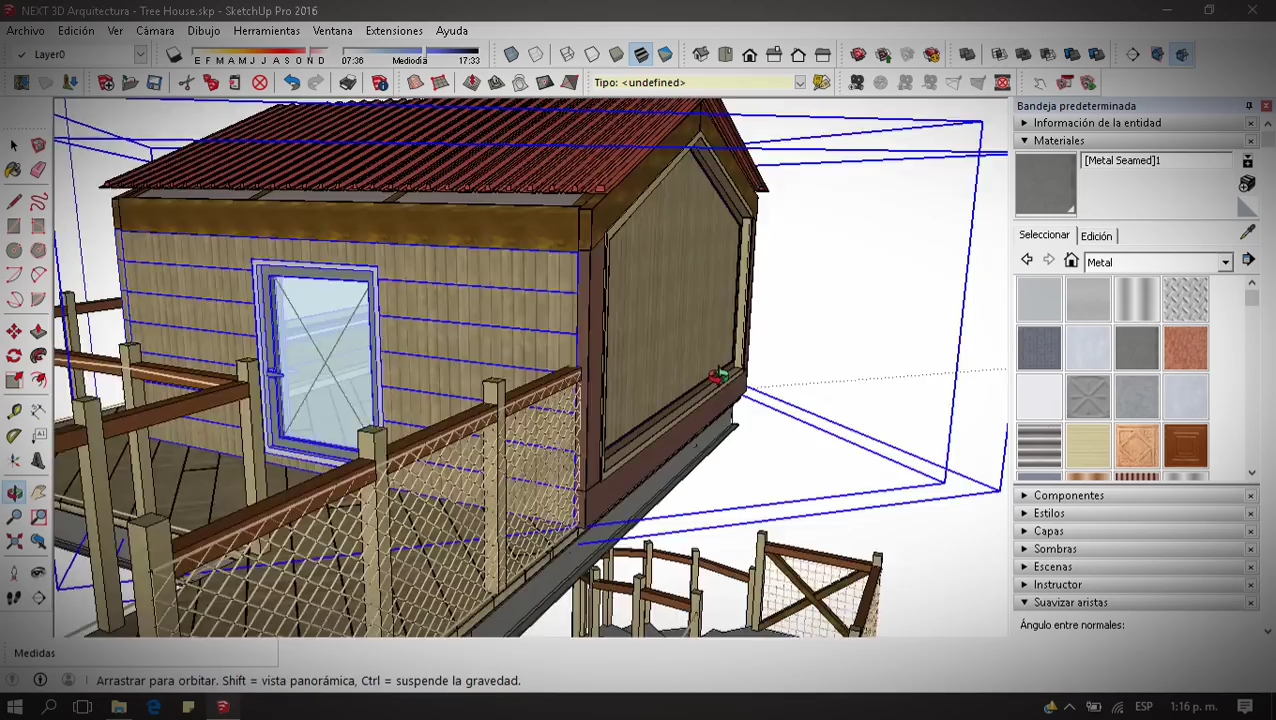 NEXT 3D Arquitectura - Tree House.skp - SketchUp Pro 2016
Archivo Edición Ver Cámara Dibujo Herramientas Ventana Extensiones Ayuda
✓ Layer0
E F M A M J J A S O N D
07:36 Mediodía 17:33
Tipo: <undefined>
Bandeja predeterminada
Información de la entidad
Materiales
[Metal Seamed]1
Seleccionar Edición
Metal
Componentes
Estilos
Capas
Sombras
Escenas
Instructor
Suavizar aristas
Ángulo entre normales:
Medidas
Arrastrar para orbitar. Shift = vista panorámica, Ctrl = suspende la gravedad.
ESP 1:16 p. m.